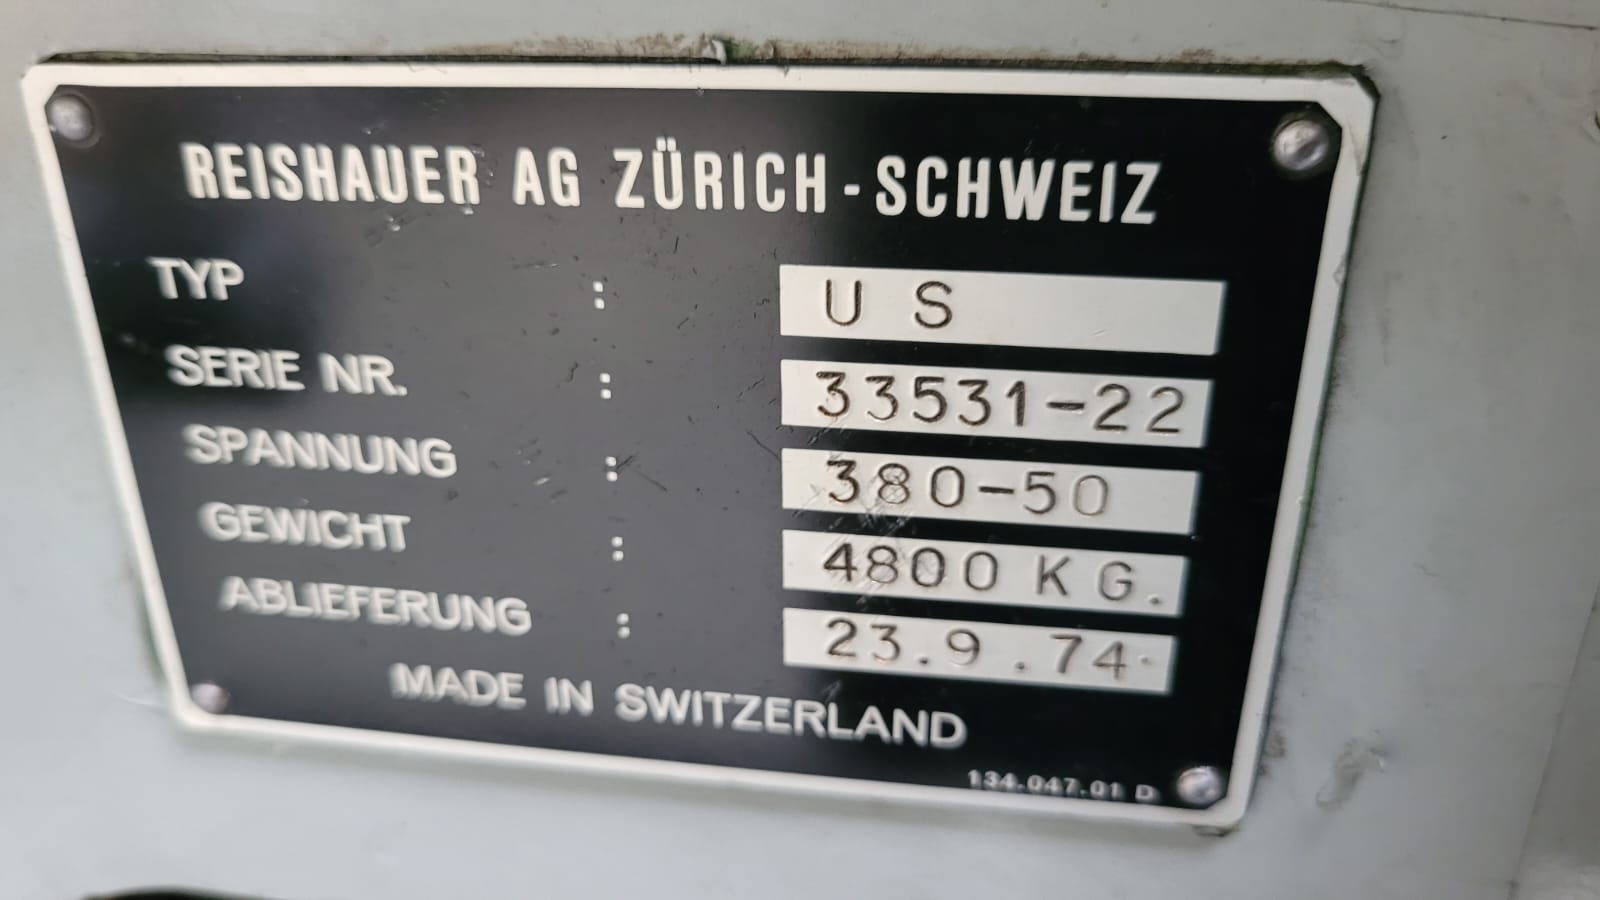 REISHAUER AG ZÜRICH-SCHWEIZ
TYP : U S
SERIE NR. : 33531-22
SPANNUNG : 380-50
GEWICHT : 4800 KG.
ABLIEFERUNG : 23.9.74.
MADE IN SWITZERLAND
134.047.01 D